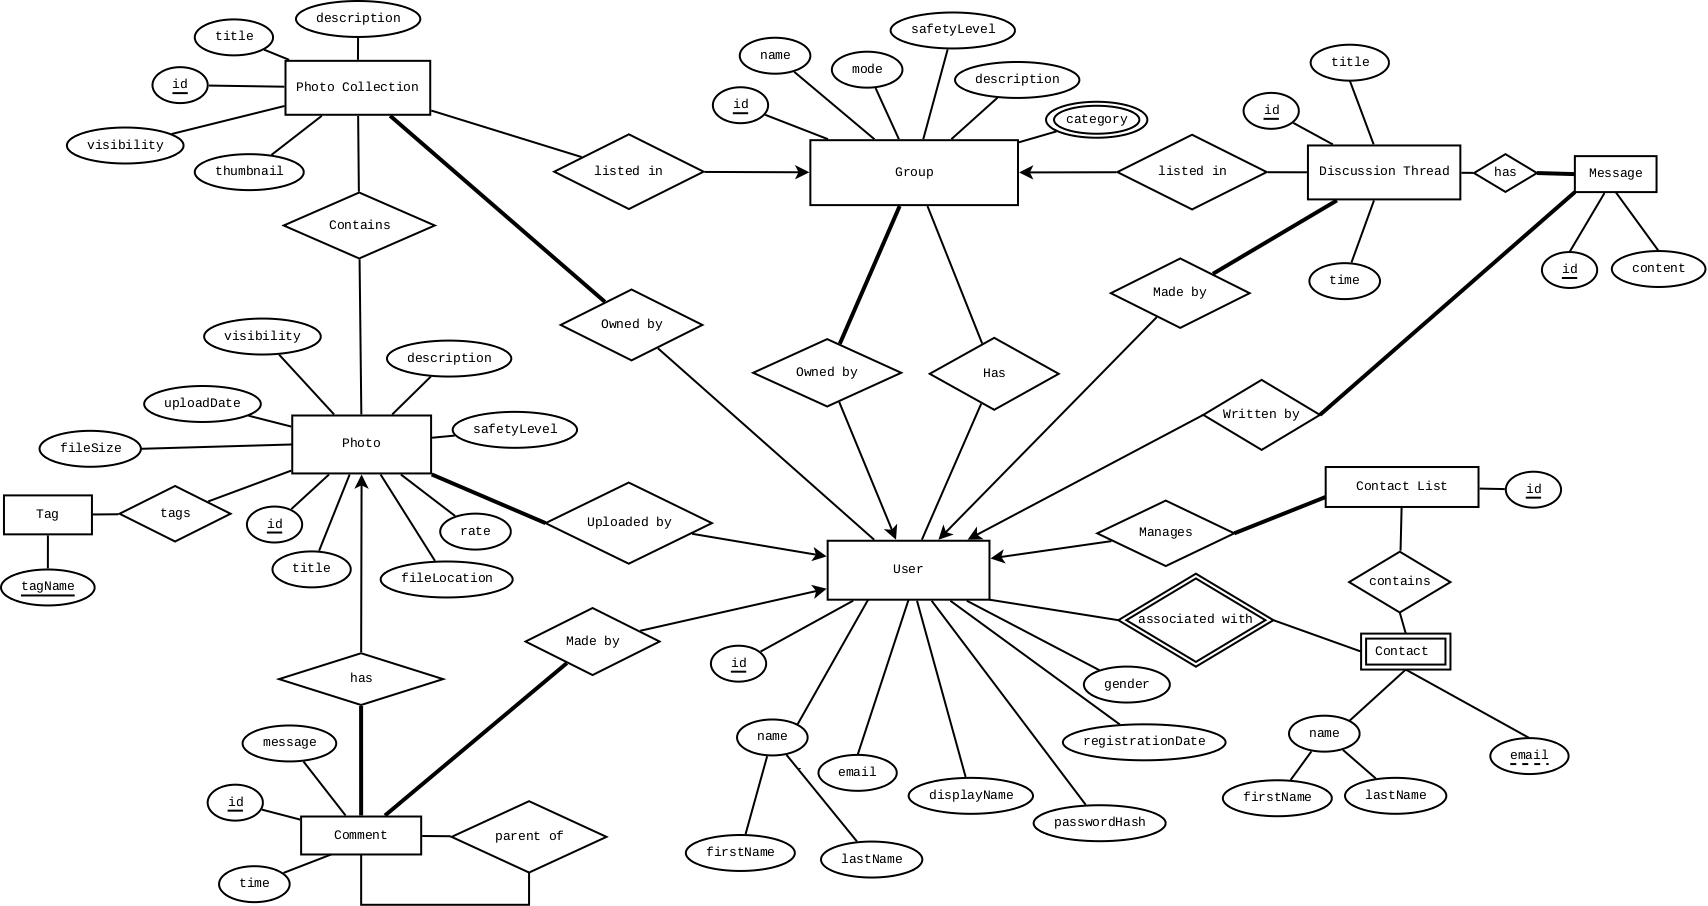 description
title
safetyLevel
name
mode
title
description
id
Photo Collection
id
id
category
visibility
thumbnail
listed in
Group
listed in
Discussion Thread
has
Message
Contains
id
content
time
Made by
Owned by
visibility
description
Owned by
Has
uploadDate
Written by
safetyLevel
fileSize
Photo
Contact List
id
Tag
tags
id
rate
Uploaded by
Manages
title
fileLocation
User
contains
tagName
associated with
Made by
Contact
id
has
gender
message
name
registrationDate
name
email
email
id
displayName
firstName
lastName
passwordHash
Comment
parent of
firstName
lastName
time